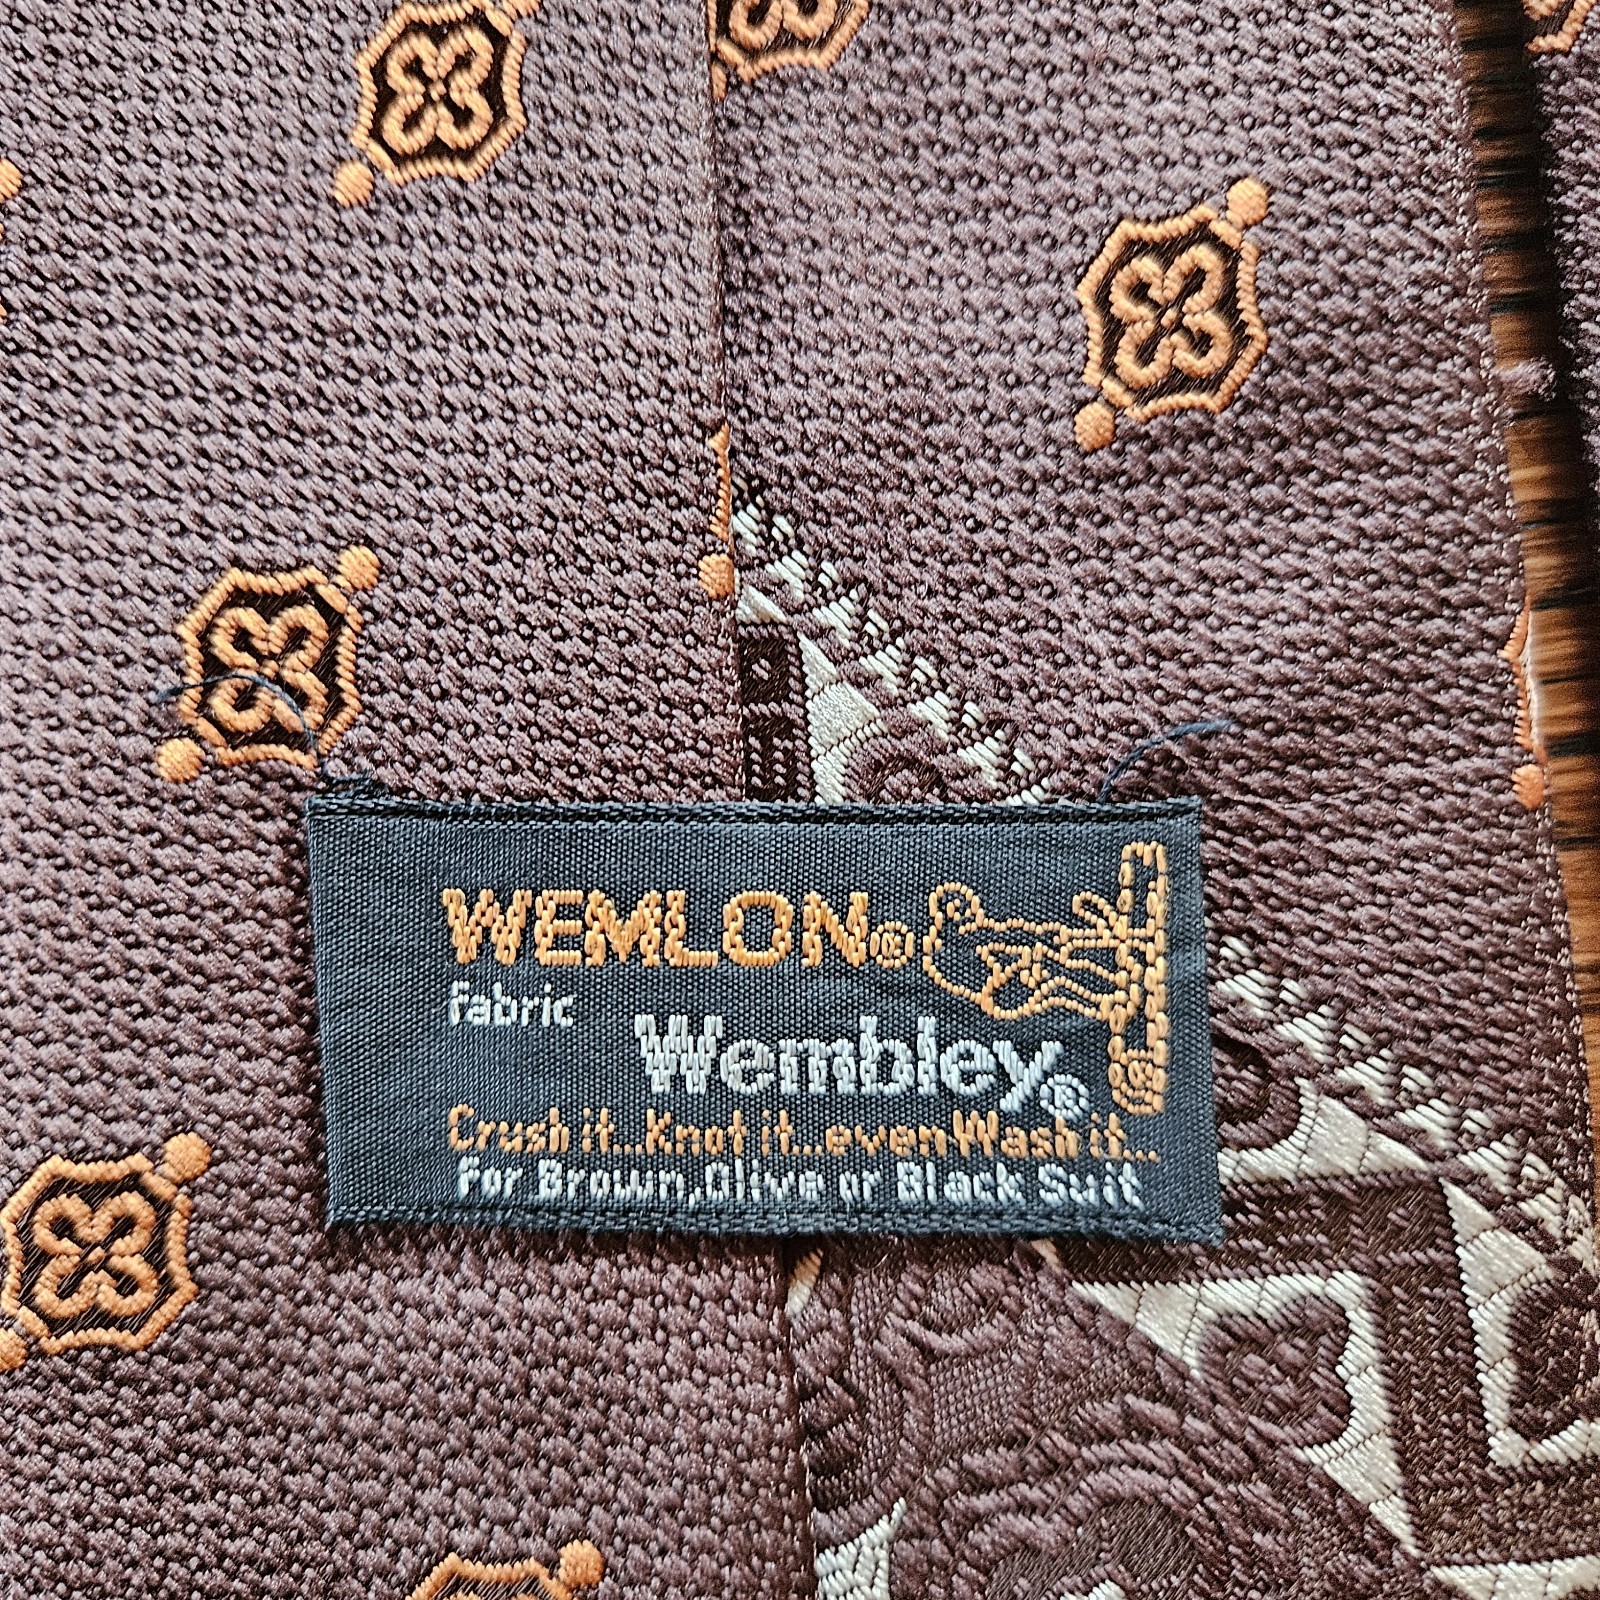 WEMLON®
Fabric
Wembley®
Crush it...Knot it...even Wash it...
For Brown, Olive or Black Suit